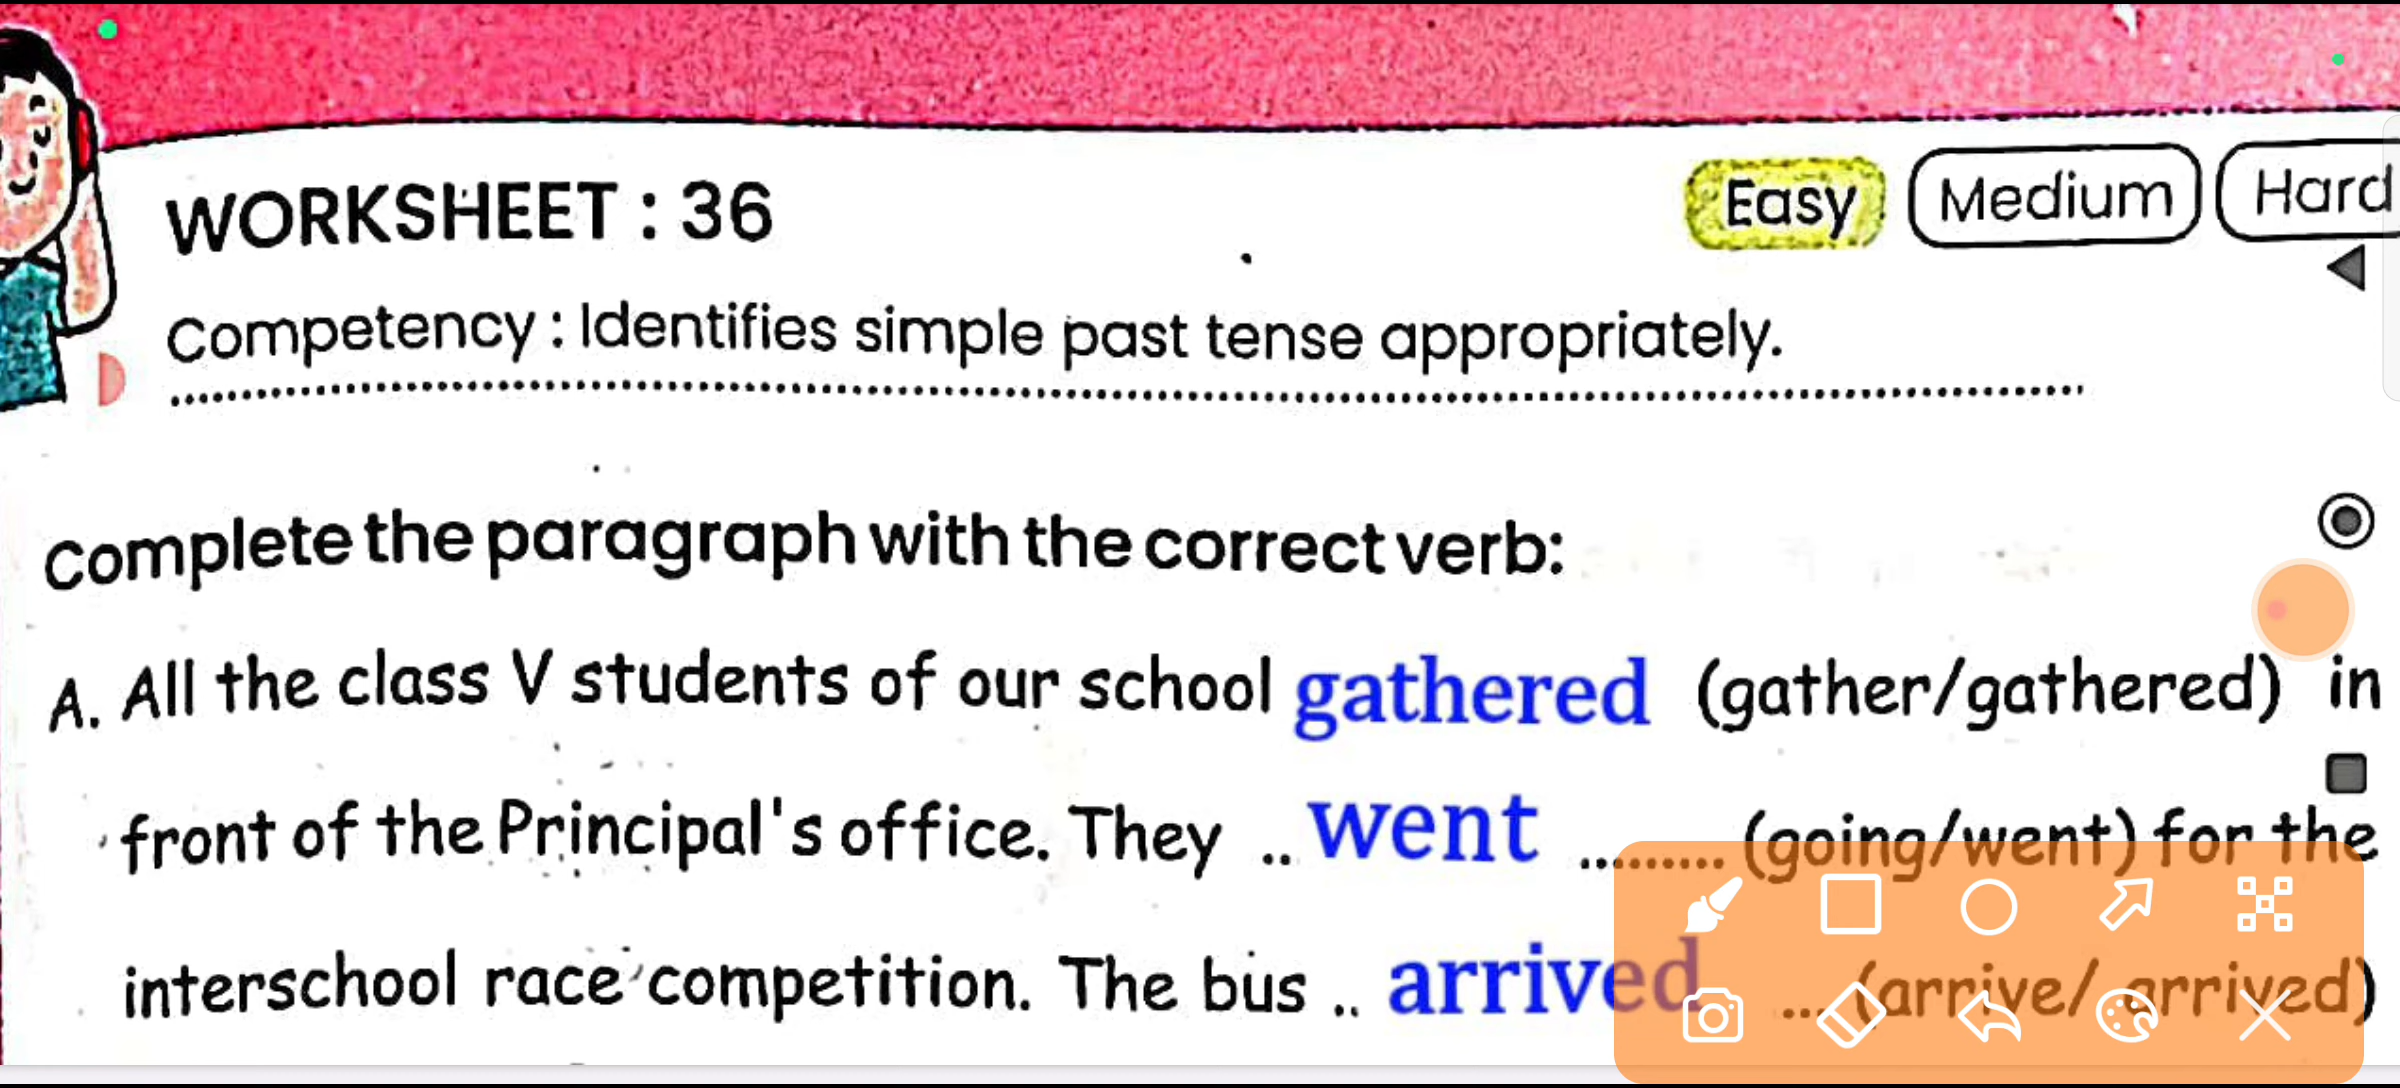 WORKSHEET : 36
Easy Medium Hard
Competency : Identifies simple past tense appropriately.
Complete the paragraph with the correct verb:
A. All the class V students of our school gathered (gather/gathered) in
front of the Principal's office. They .. went ......... (going/went) for the
interschool race competition. The bus .. arrived ... (arrive/ arrived)